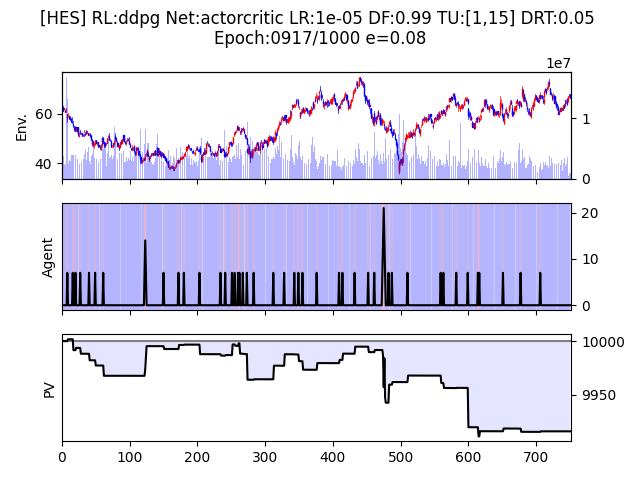 [HES] RL:ddpg Net:actorcritic LR:1e-05 DF:0.99 TU:[1,15] DRT:0.05
Epoch:0917/1000 e=0.08
1e7
Env.
60
40
1
0
Agent
20
10
0
PV
10000
9950
0 100 200 300 400 500 600 700